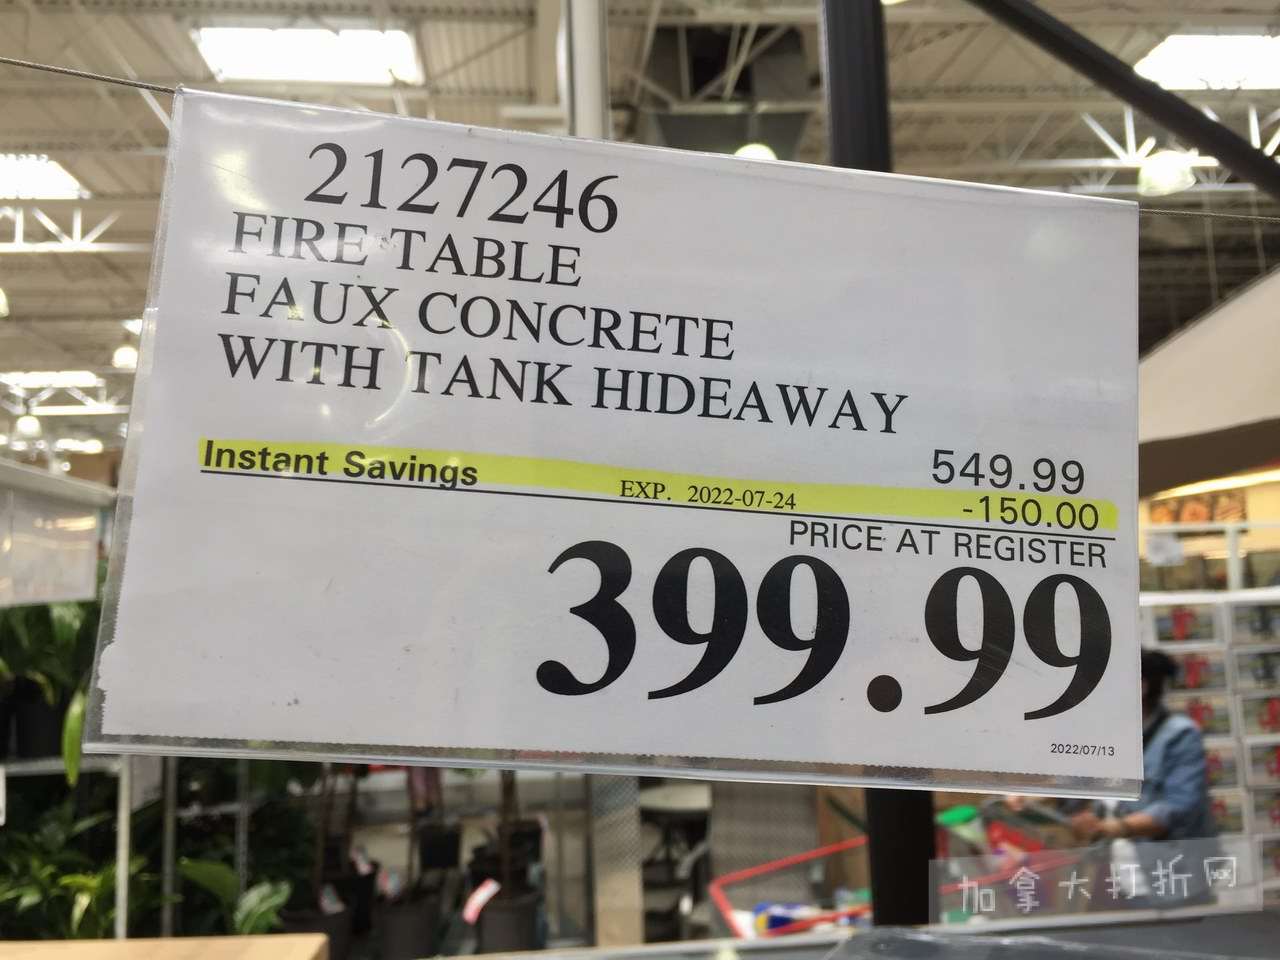 2127246
FIRE TABLE
FAUX CONCRETE
WITH TANK HIDEAWAY
549.99
Instant Savings EXP. 2022-07-24 -150.00
PRICE AT REGISTER
399.99
2022/07/13
加拿大打折网